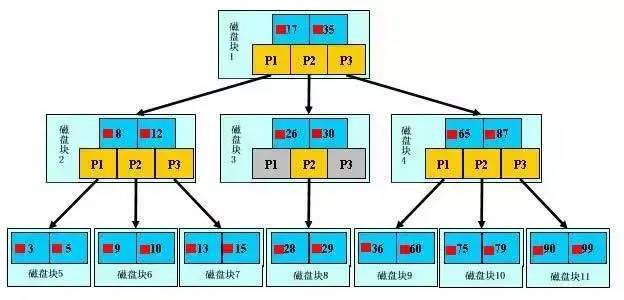 磁盘块1
17 35
P1 P2 P3
磁盘块2
8 12
P1 P2 P3
磁盘块3
26 30
P1 P2 P3
磁盘块4
65 87
P1 P2 P3
3 5
磁盘块5
9 10
磁盘块6
13 15
磁盘块7
28 29
磁盘块8
36 60
磁盘块9
75 79
磁盘块10
90 99
磁盘块11